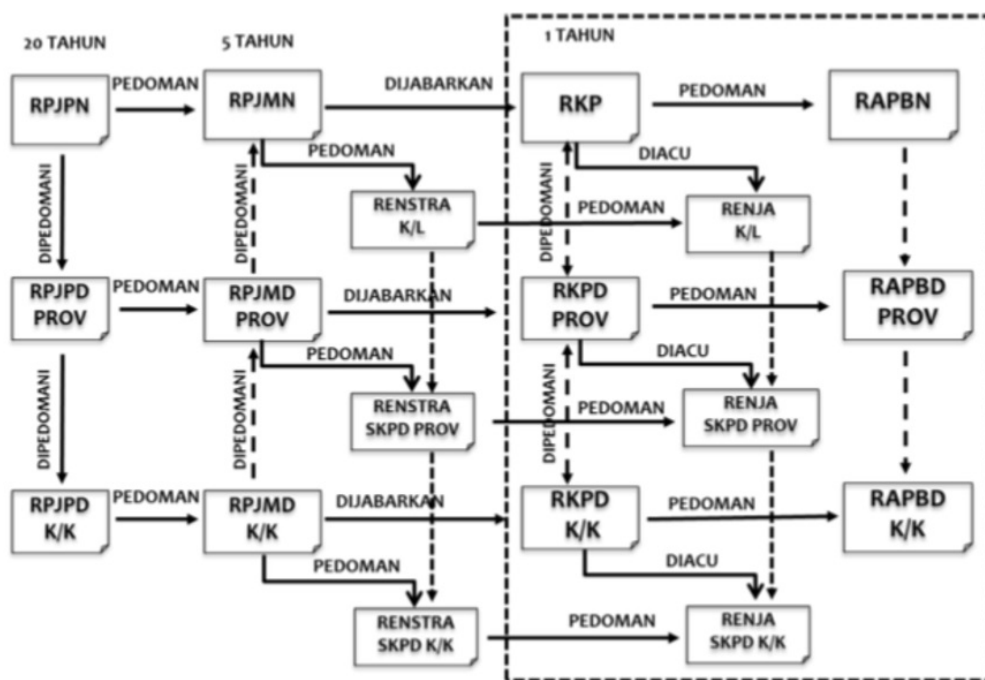 20 TAHUN
5 TAHUN
1 TAHUN
RPJPN
PEDOMAN
RPJMN
DIJABARKAN
RKP
PEDOMAN
RAPBN
PEDOMAN
DIACU
DIPEDOMANI
DIPEDOMANI
DIPEDOMANI
RENSTRA
K/L
PEDOMAN
RENJA
K/L
RPJPD
PROV
PEDOMAN
RPJMD
PROV
DIJABARKAN
RKPD
PROV
PEDOMAN
RAPBD
PROV
PEDOMAN
DIACU
DIPEDOMANI
DIPEDOMANI
DIPEDOMANI
RENSTRA
SKPD PROV
PEDOMAN
RENJA
SKPD PROV
RPJPD
K/K
PEDOMAN
RPJMD
K/K
DIJABARKAN
RKPD
K/K
PEDOMAN
RAPBD
K/K
PEDOMAN
DIACU
RENSTRA
SKPD K/K
PEDOMAN
RENJA
SKPD K/K